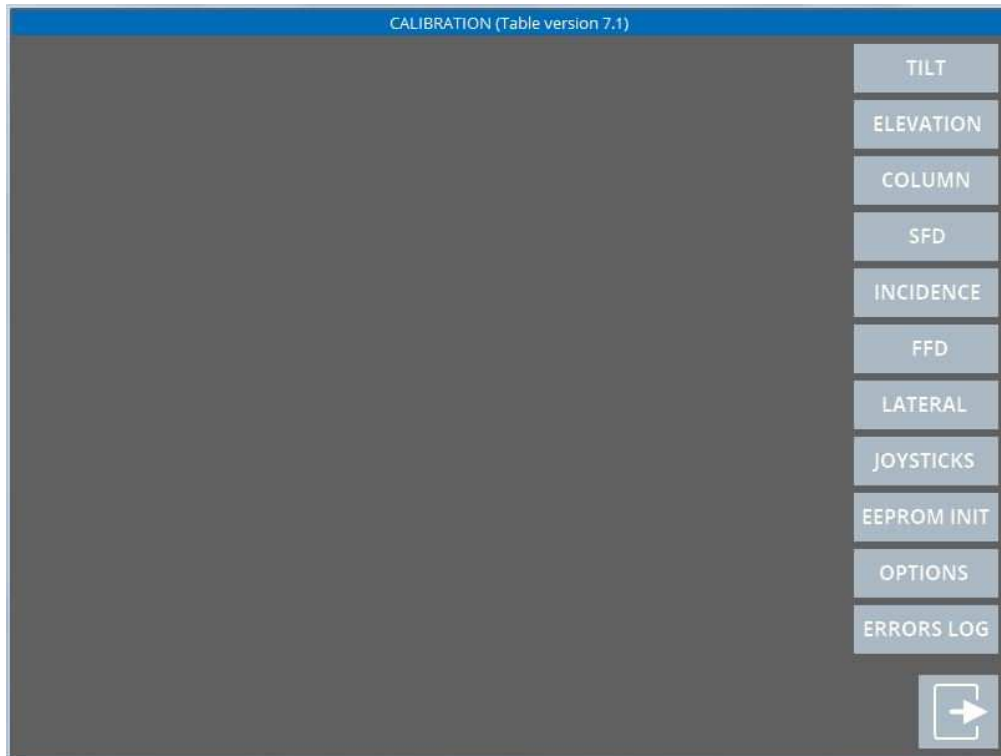 CALIBRATION (Table version 7.1)
TILT
ELEVATION
COLUMN
SFD
INCIDENCE
FFD
LATERAL
JOYSTICKS
EEPROM INIT
OPTIONS
ERRORS LOG